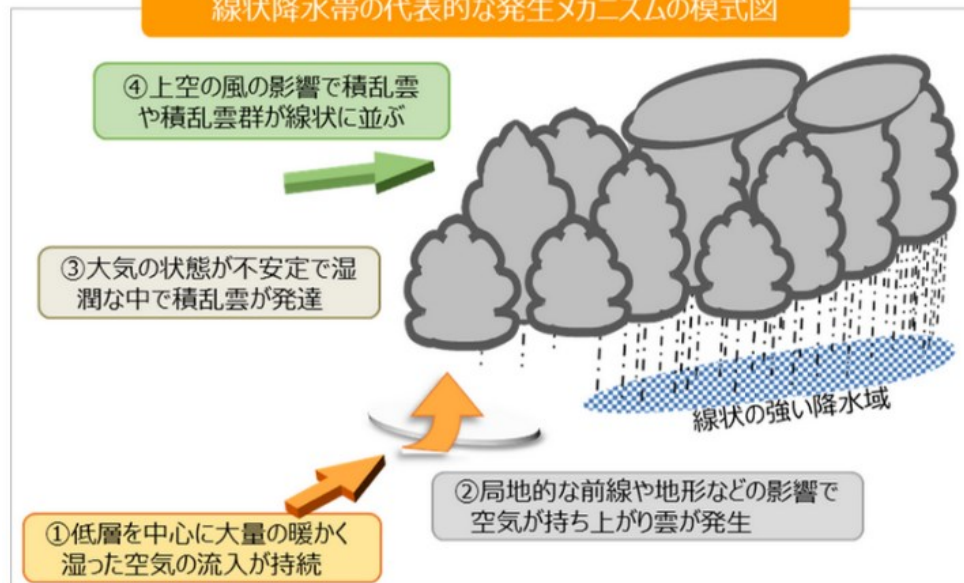 線状降水帯の代表的な発生メカニズムの模式図
④上空の風の影響で積乱雲
や積乱雲群が線状に並ぶ
③大気の状態が不安定で湿
潤な中で積乱雲が発達
線状の強い降水域
②局地的な前線や地形などの影響で
空気が持ち上がり雲が発生
①低層を中心に大量の暖かく
湿った空気の流入が持続